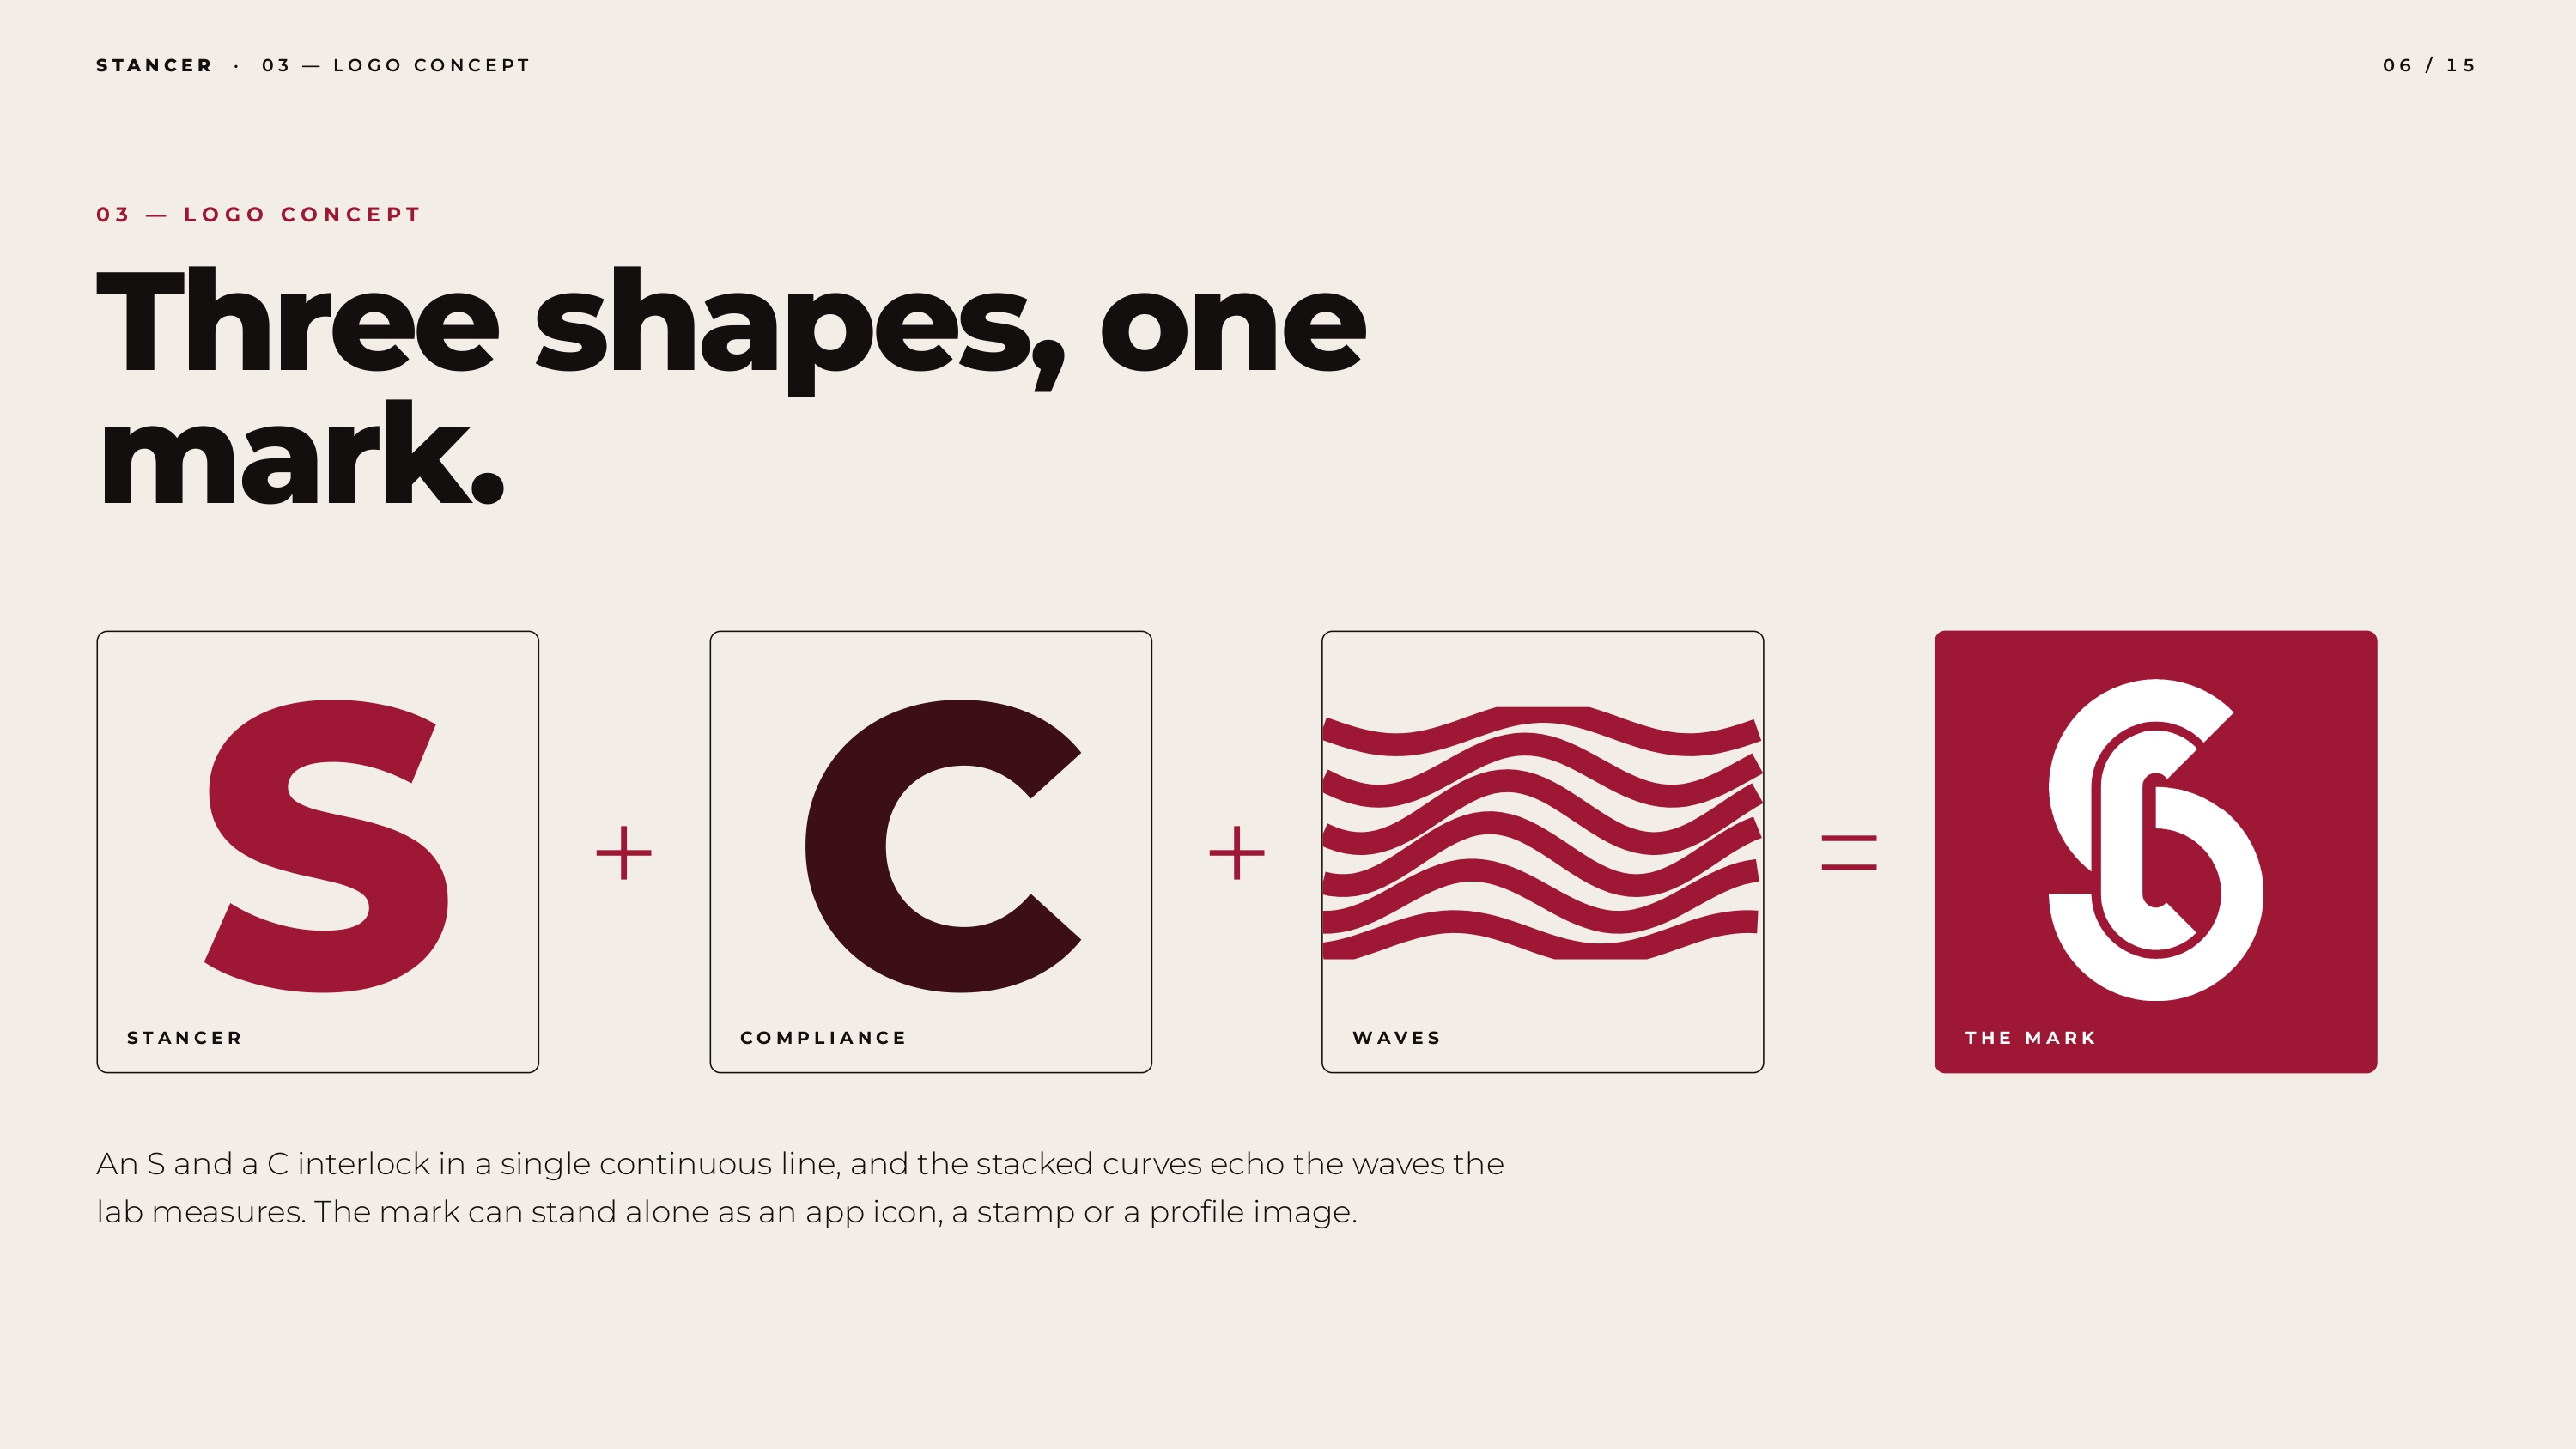 STANCER · 03 — LOGO CONCEPT
06 / 15
03 — LOGO CONCEPT
Three shapes, one
mark.
S
+
C
+
=
STANCER
COMPLIANCE
WAVES
THE MARK
An S and a C interlock in a single continuous line, and the stacked curves echo the waves the
lab measures. The mark can stand alone as an app icon, a stamp or a profile image.